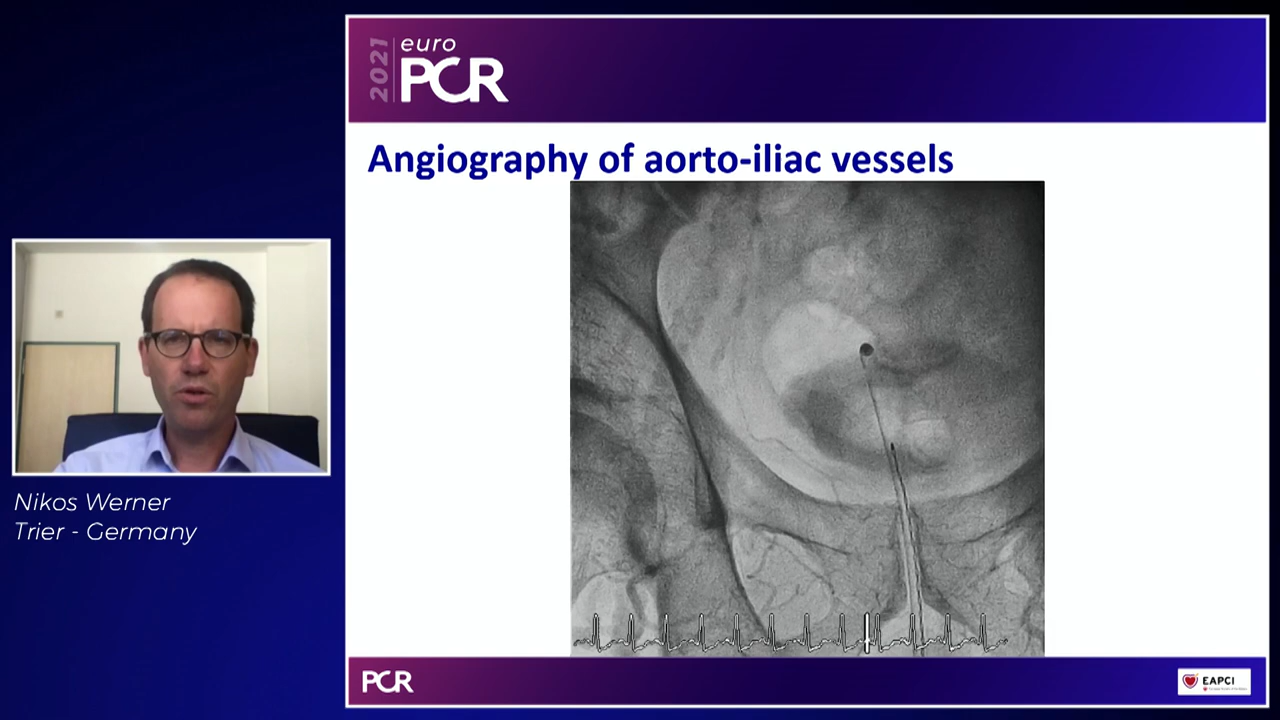 2021
euro
PCR
Angiography of aorto-iliac vessels
Nikos Werner
Trier - Germany
PCR
EAPCI